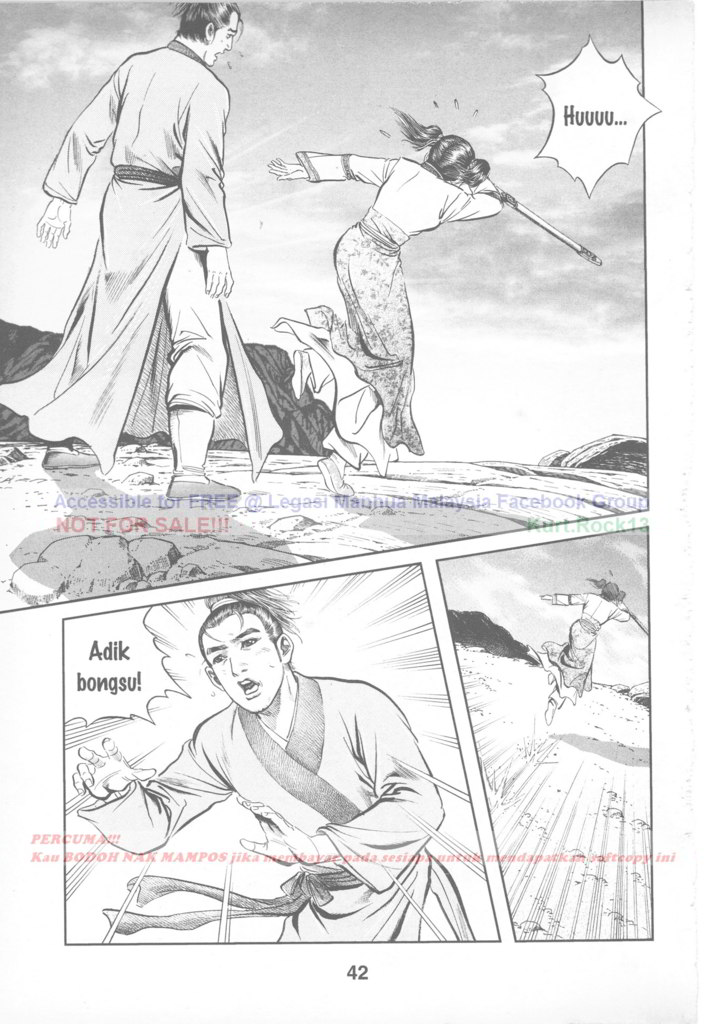 Huuuu...
Accessible for FREE @ Legasi Manhua Malaysia Facebook Group
NOT FOR SALE!!!
Kurt.Rock13
Adik
bongsu!
PERCUMA!!!
Kau BODOH NAK MAMPOS jika membayar pada sesiapa untuk mendapatkan softcopy ini
42